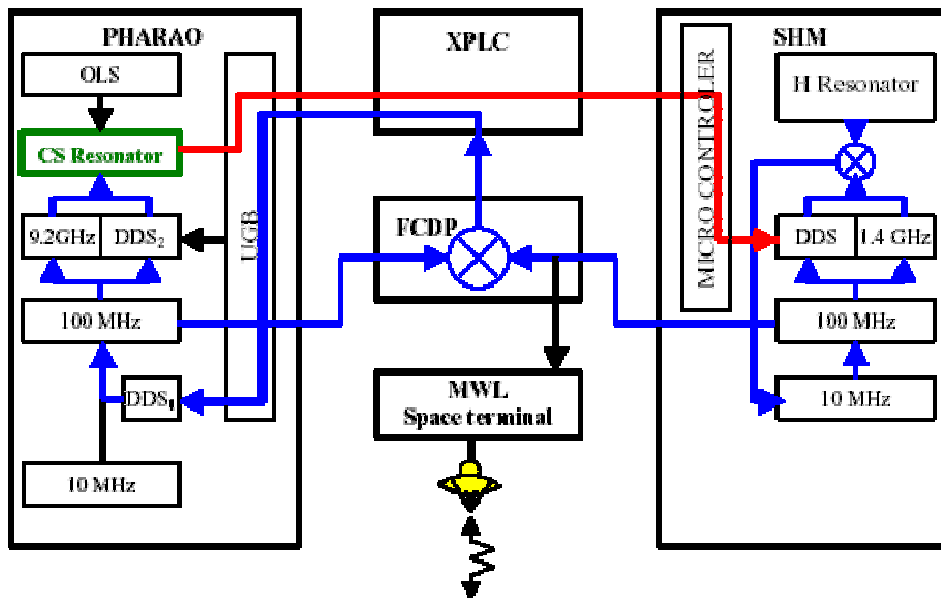 PHARAO
OLS
CS Resonator
9.2GHz
DDS₂
UGB
100 MHz
DDS₁
10 MHz
XPLC
FCDP
MWL
Space terminal
SHM
MICRO CONTROLER
H Resonator
DDS
1.4 GHz
100 MHz
10 MHz